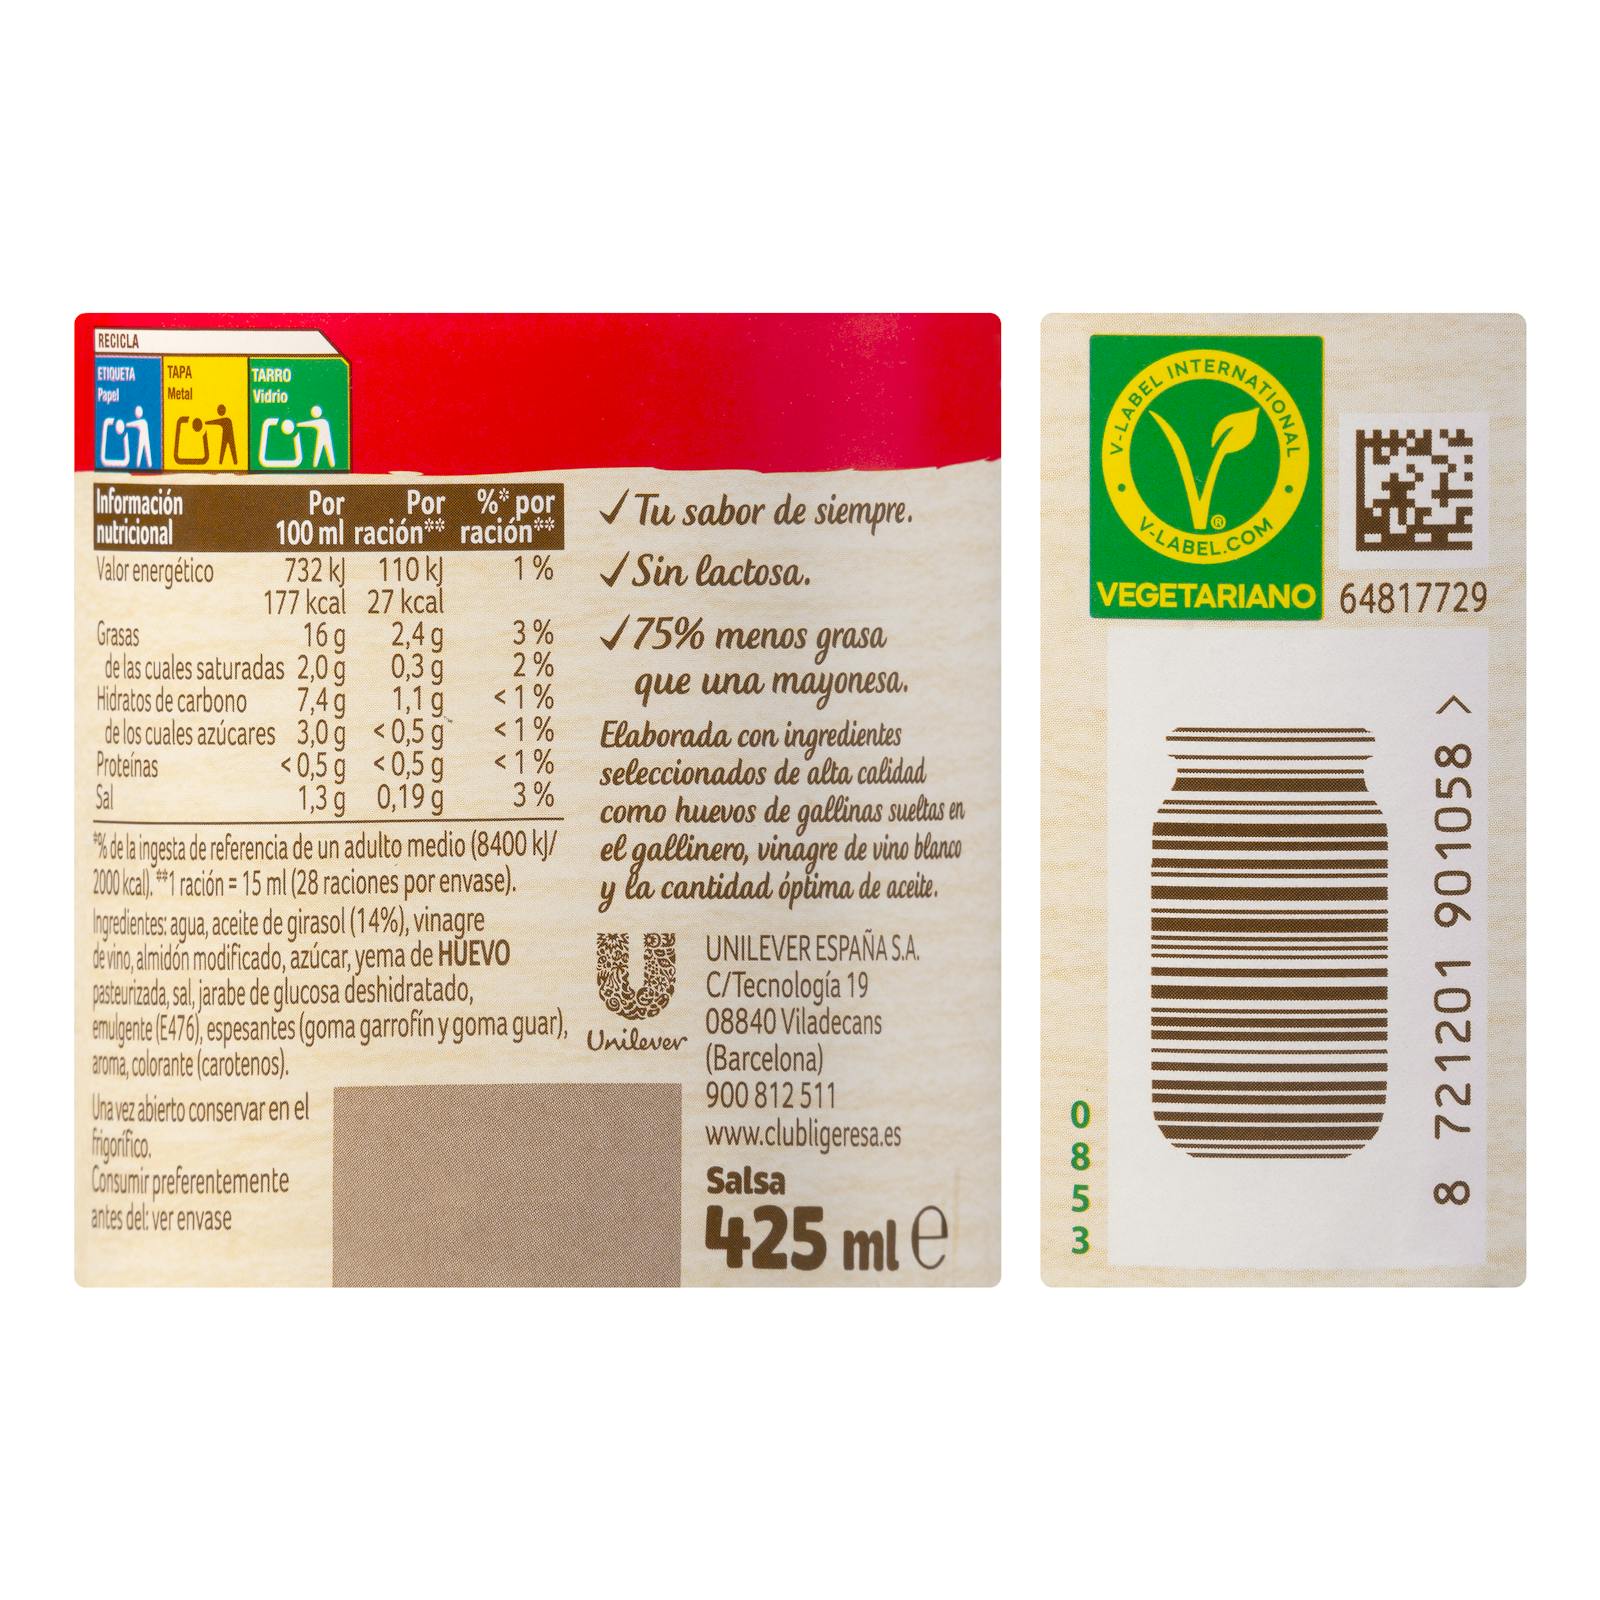 RECICLA
ETIQUETA
Papel
TAPA
Metal
TARRO
Vidrio
Información nutricional Por 100 ml Por ración** %* por ración**
Valor energético 732 kJ 110 kJ 1 %
177 kcal 27 kcal
Grasas 16 g 2,4 g 3 %
de las cuales saturadas 2,0 g 0,3 g 2 %
Hidratos de carbono 7,4 g 1,1 g < 1 %
de los cuales azúcares 3,0 g < 0,5 g < 1 %
Proteínas < 0,5 g < 0,5 g < 1 %
Sal 1,3 g 0,19 g 3 %
*% de la ingesta de referencia de un adulto medio (8400 kJ/
2000 kcal). **1 ración = 15 ml (28 raciones por envase).
Ingredientes: agua, aceite de girasol (14%), vinagre
de vino, almidón modificado, azúcar, yema de HUEVO
pasteurizada, sal, jarabe de glucosa deshidratado,
emulgente (E476), espesantes (goma garrofín y goma guar),
aroma, colorante (carotenos).
Una vez abierto conservar en el
frigorífico.
Consumir preferentemente
antes del: ver envase
✓ Tu sabor de siempre.
✓ Sin lactosa.
✓ 75% menos grasa
que una mayonesa.
Elaborada con ingredientes
seleccionados de alta calidad
como huevos de gallinas sueltas en
el gallinero, vinagre de vino blanco
y la cantidad óptima de aceite.
Unilever
UNILEVER ESPAÑA S.A.
C/Tecnología 19
08840 Viladecans
(Barcelona)
900 812 511
www.clubligeresa.es
Salsa
425 ml e
V-LABEL INTERNATIONAL
V-LABEL.COM
®
VEGETARIANO
64817729
8 721201 901058 >
0853